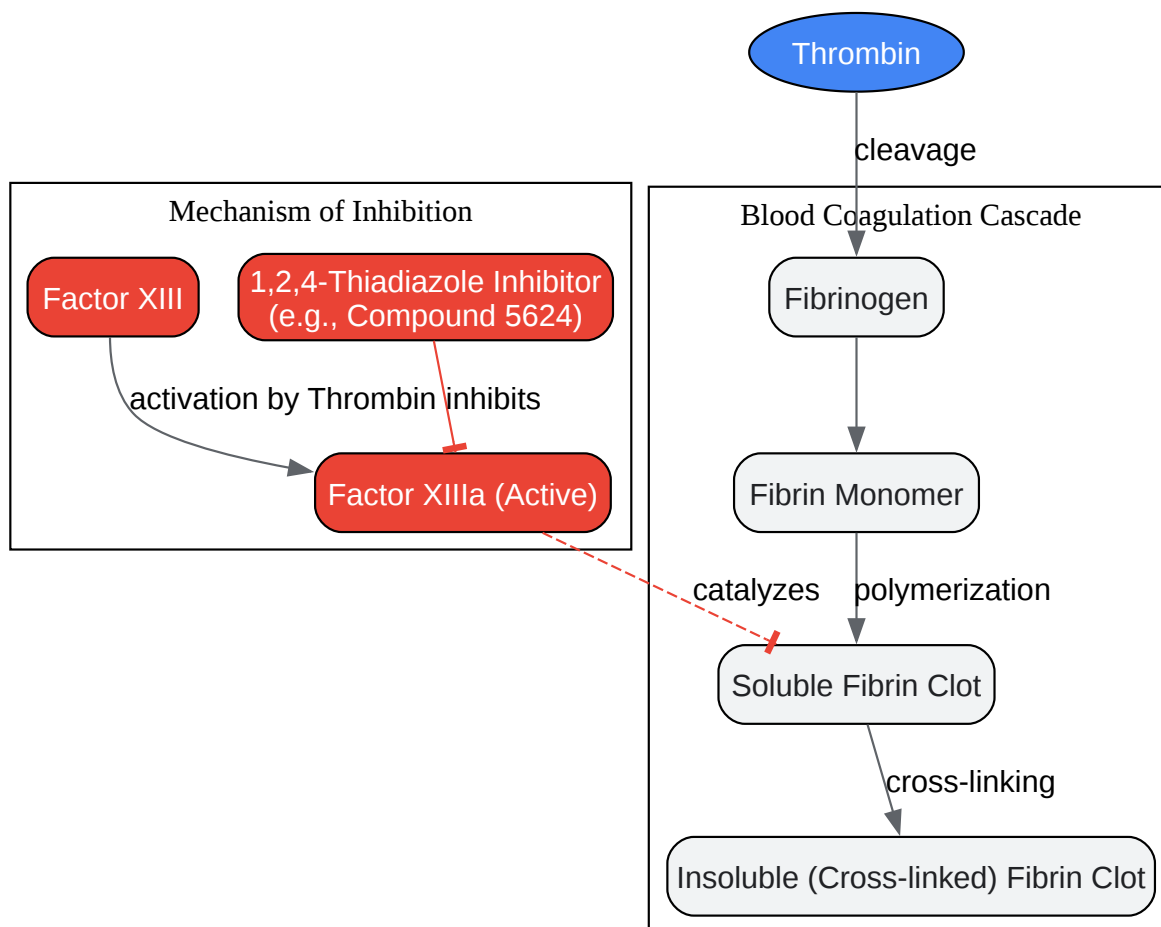 Thrombin
cleavage
Mechanism of Inhibition
Blood Coagulation Cascade
Factor XIII
1,2,4-Thiadiazole Inhibitor
(e.g., Compound 5624)
Fibrinogen
activation by Thrombin
inhibits
Factor XIIIa (Active)
Fibrin Monomer
catalyzes
polymerization
Soluble Fibrin Clot
cross-linking
Insoluble (Cross-linked) Fibrin Clot